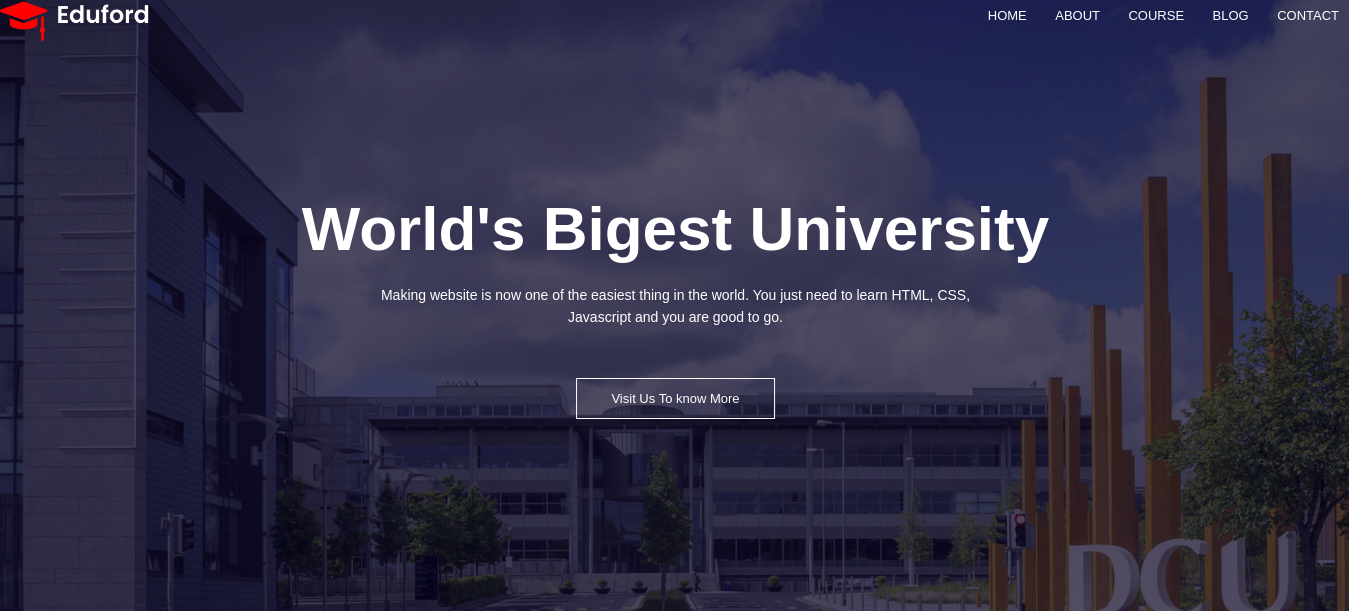 Eduford
HOME ABOUT COURSE BLOG CONTACT
World's Bigest University
Making website is now one of the easiest thing in the world. You just need to learn HTML, CSS,
Javascript and you are good to go.
Visit Us To know More
DCU